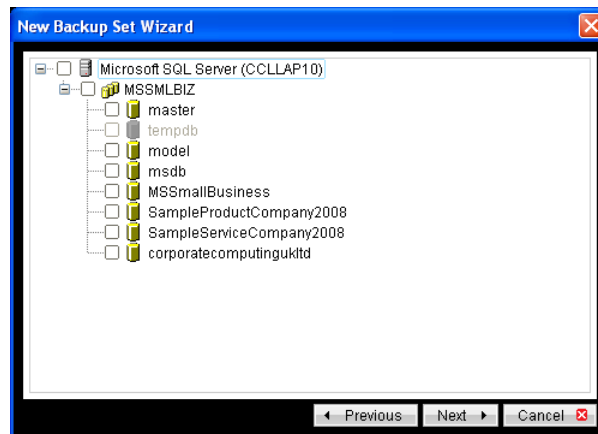 New Backup Set Wizard
Microsoft SQL Server (CCLLAP10)
MSSMLBIZ
master
tempdb
model
msdb
MSSmallBusiness
SampleProductCompany2008
SampleServiceCompany2008
corporatecomputingukltd
Previous Next Cancel